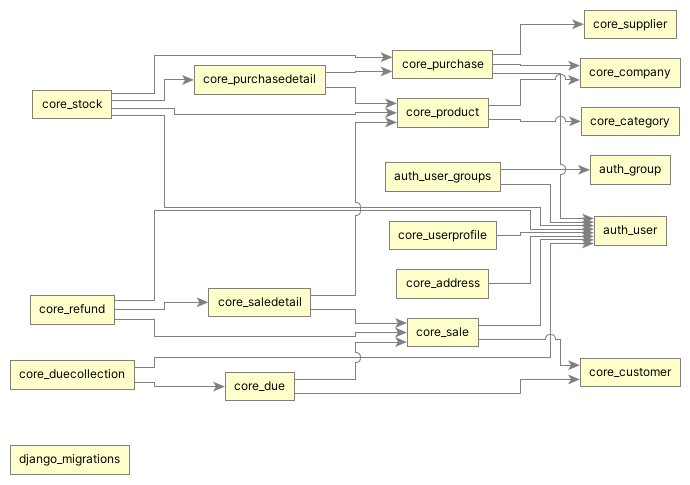 core_supplier
core_purchase
core_company
core_purchasedetail
core_stock
core_product
core_category
auth_user_groups
auth_group
core_userprofile
auth_user
core_address
core_refund
core_saledetail
core_sale
core_duecollection
core_due
core_customer
django_migrations